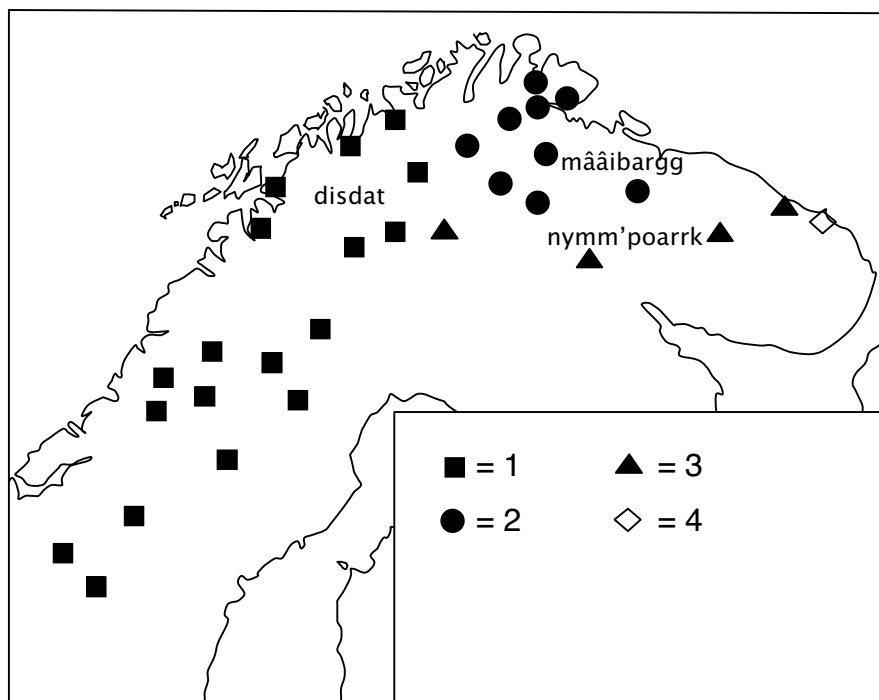 disdat
mââibargg
nymm'poarrk
■ = 1
▲ = 3
● = 2
◇ = 4